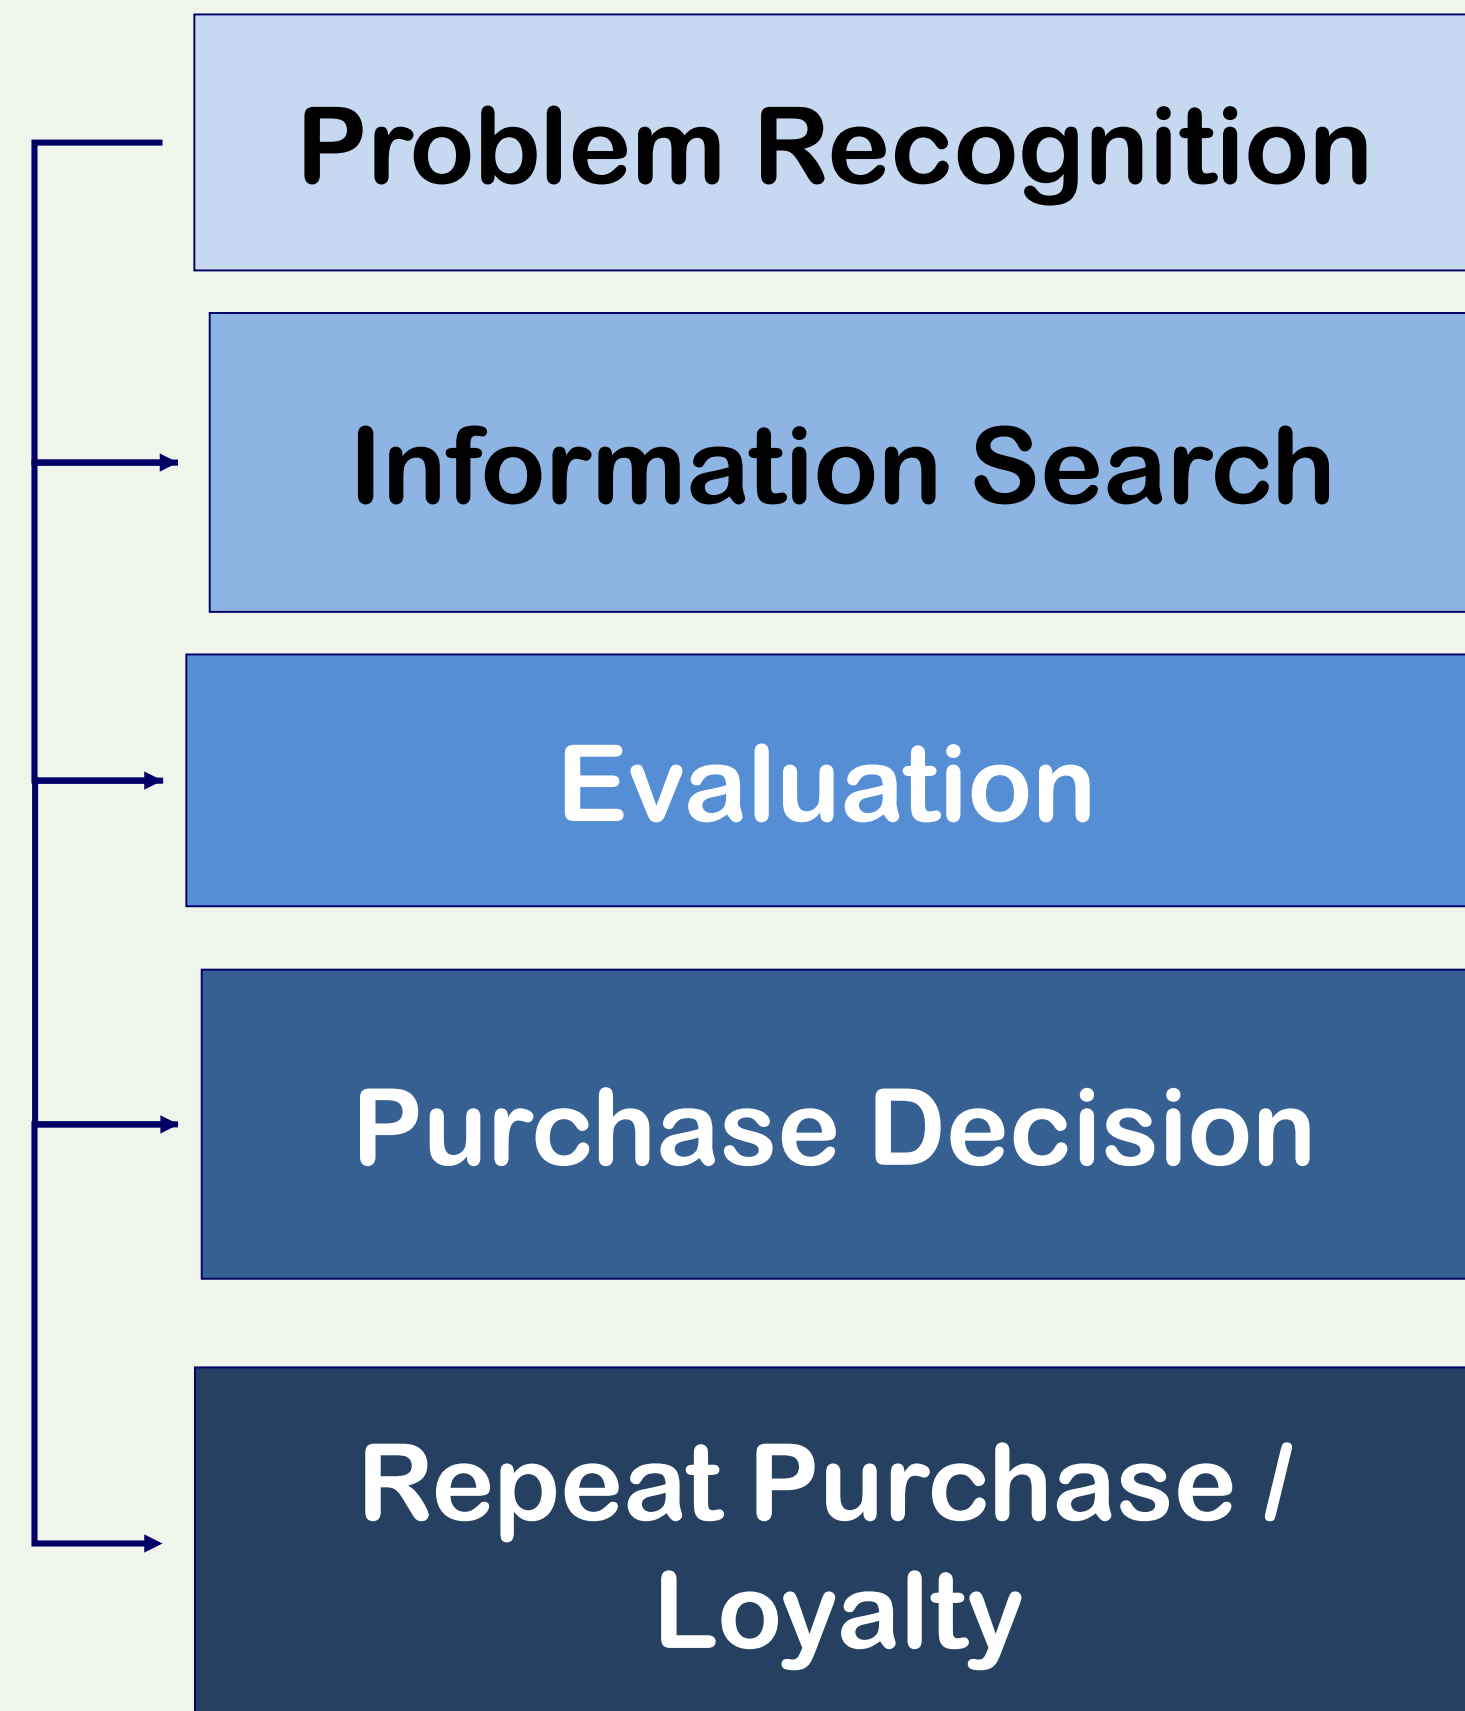 Problem Recognition
Information Search
Evaluation
Purchase Decision
Repeat Purchase /
Loyalty